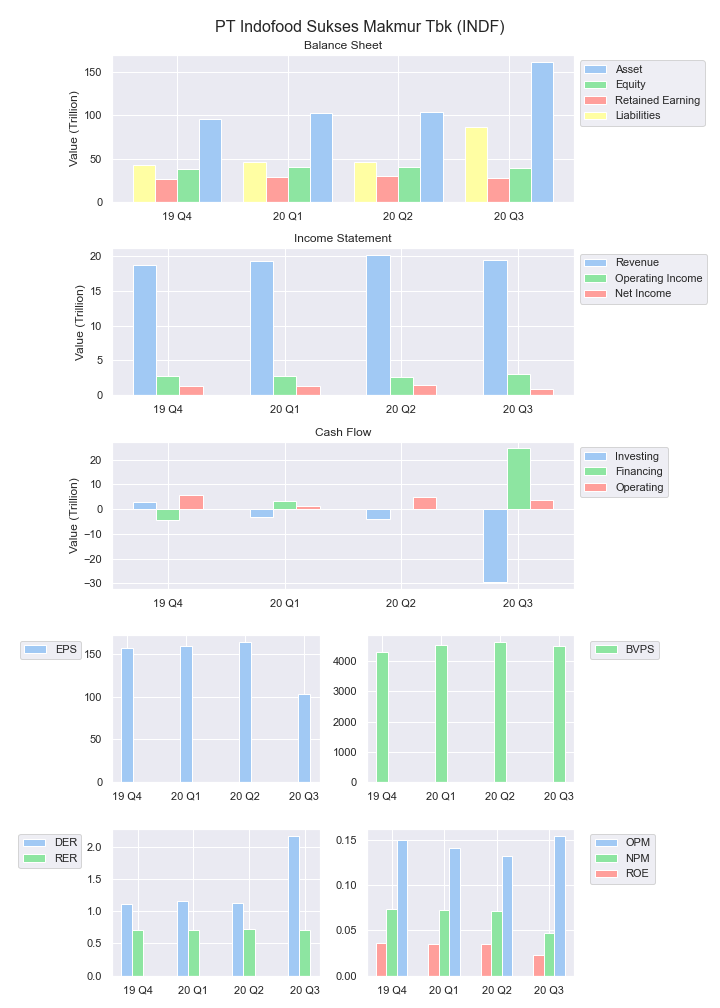 PT Indofood Sukses Makmur Tbk (INDF)
Balance Sheet
Value (Trillion)
150
100
50
0
19 Q4 20 Q1 20 Q2 20 Q3
Asset
Equity
Retained Earning
Liabilities
Income Statement
Value (Trillion)
20
15
10
5
0
19 Q4 20 Q1 20 Q2 20 Q3
Revenue
Operating Income
Net Income
Cash Flow
Value (Trillion)
20
10
0
−10
−20
−30
19 Q4 20 Q1 20 Q2 20 Q3
Investing
Financing
Operating
EPS
150
100
50
0
19 Q4 20 Q1 20 Q2 20 Q3
4000
3000
2000
1000
0
19 Q4 20 Q1 20 Q2 20 Q3
BVPS
DER
RER
2.0
1.5
1.0
0.5
0.0
19 Q4 20 Q1 20 Q2 20 Q3
0.15
0.10
0.05
0.00
19 Q4 20 Q1 20 Q2 20 Q3
OPM
NPM
ROE